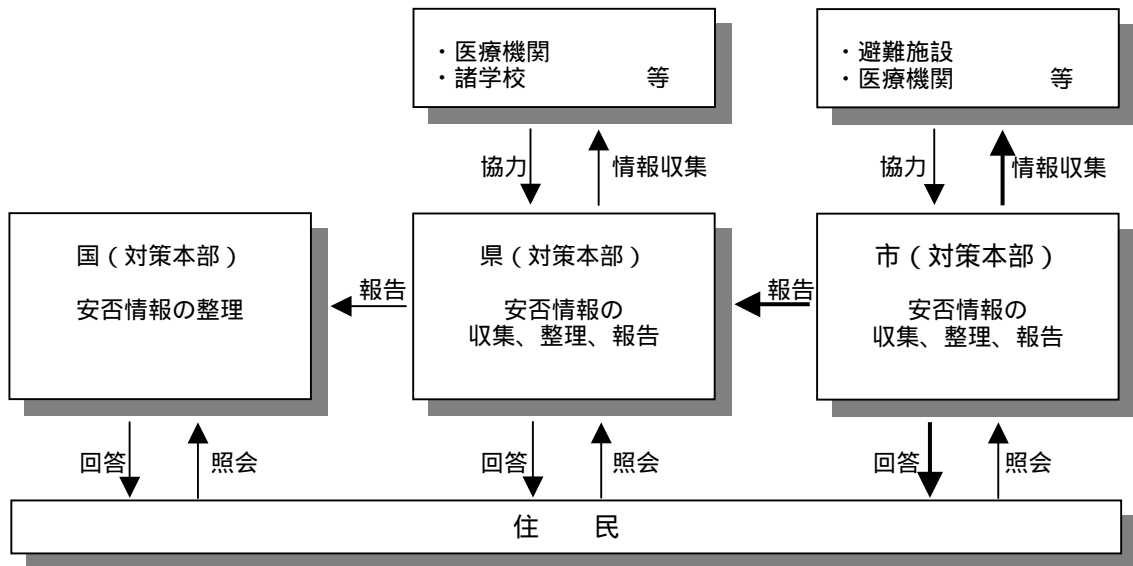 ・医療機関
・諸学校　　　　等
・避難施設
・医療機関　　　　等
協力
情報収集
協力
情報収集
国（対策本部）
安否情報の整理
報告
県（対策本部）
安否情報の
収集、整理、報告
報告
市（対策本部）
安否情報の
収集、整理、報告
回答
照会
回答
照会
回答
照会
住　　民